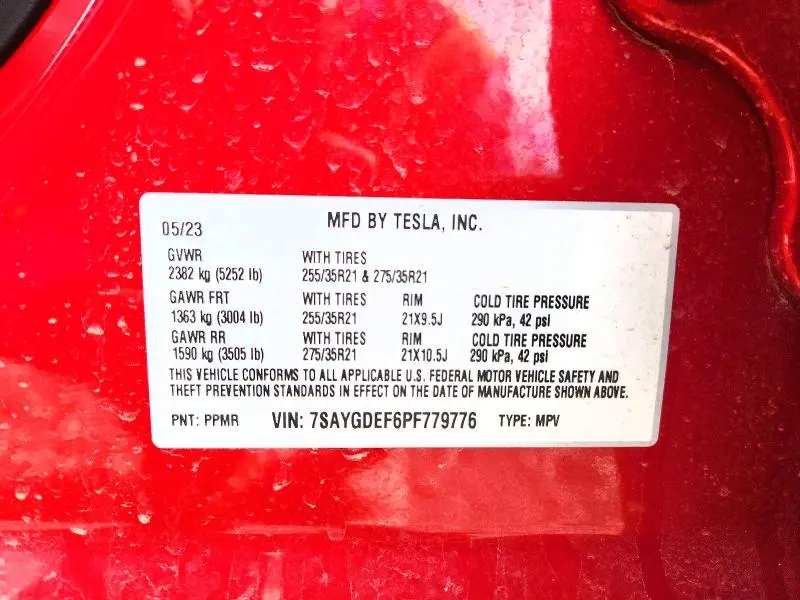 05/23 MFD BY TESLA, INC.
GVWR WITH TIRES
2382 kg (5252 lb) 255/35R21 & 275/35R21
GAWR FRT WITH TIRES RIM COLD TIRE PRESSURE
1363 kg (3004 lb) 255/35R21 21X9.5J 290 kPa, 42 psi
GAWR RR WITH TIRES RIM COLD TIRE PRESSURE
1590 kg (3505 lb) 275/35R21 21X10.5J 290 kPa, 42 psi
THIS VEHICLE CONFORMS TO ALL APPLICABLE U.S. FEDERAL MOTOR VEHICLE SAFETY AND
THEFT PREVENTION STANDARDS IN EFFECT ON THE DATE OF MANUFACTURE SHOWN ABOVE.
PNT: PPMR VIN: 7SAYGDEF6PF779776 TYPE: MPV